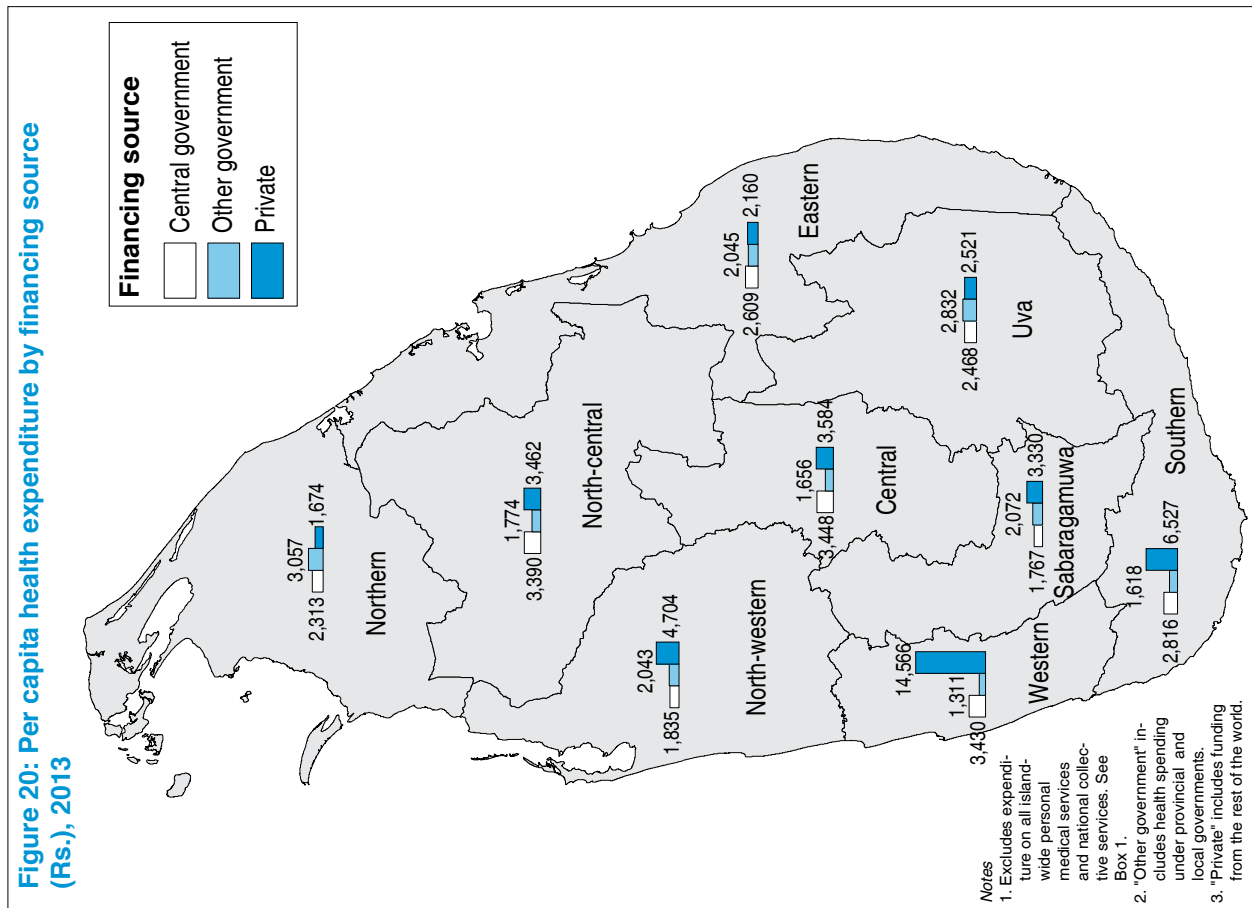 Figure 20: Per capita health expenditure by financing source
(Rs.), 2013
Financing source
Central government
Other government
Private
2,313
3,057
1,674
Northern
3,390
1,774
3,462
North-central
2,609
2,045
2,160
Eastern
1,835
2,043
4,704
North-western
3,448
1,656
3,584
Central
2,468
2,832
2,521
Uva
3,430
1,311
14,566
Western
1,767
2,072
3,330
Sabaragamuwa
2,816
1,618
6,527
Southern
Notes
1. Excludes expendi-
ture on all island-
wide personal
medical services
and national collec-
tive services. See
Box 1.
2. "Other government" in-
cludes health spending
under provincial and
local governments.
3. "Private" includes funding
from the rest of the world.